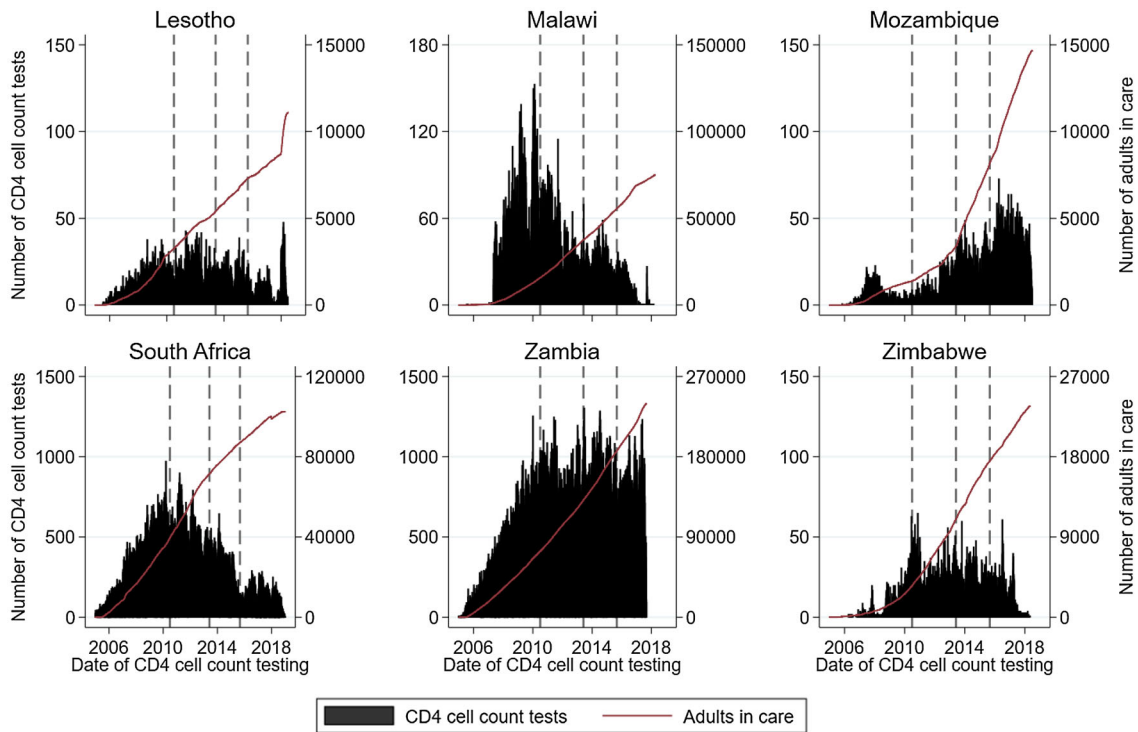 Lesotho
Malawi
Mozambique
Number of CD4 cell count tests
150
100
50
0
15000
10000
5000
0
180
120
60
0
150000
100000
50000
0
150
100
50
0
15000
10000
5000
0
Number of adults in care
2006 2010 2014 2018
South Africa
Zambia
Zimbabwe
Number of CD4 cell count tests
1500
1000
500
0
120000
80000
40000
0
1500
1000
500
0
270000
180000
90000
0
150
100
50
0
27000
18000
9000
0
Number of adults in care
2006 2010 2014 2018
2006 2010 2014 2018
2006 2010 2014 2018
Date of CD4 cell count testing
Date of CD4 cell count testing
Date of CD4 cell count testing
CD4 cell count tests
Adults in care